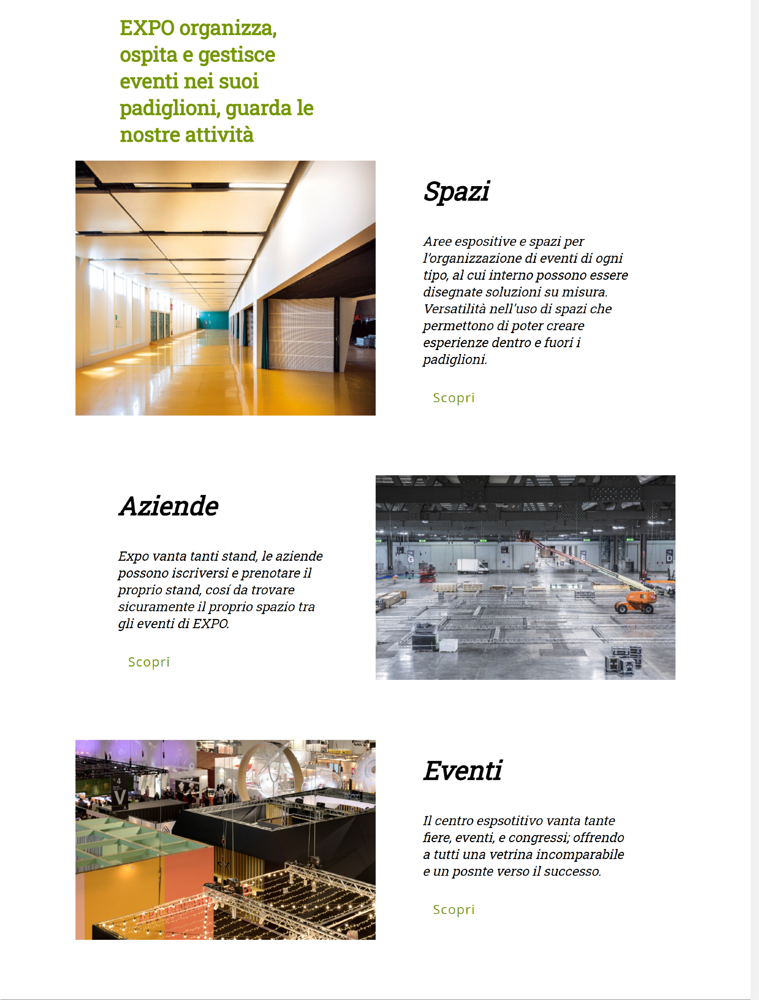 EXPO organizza,
ospita e gestisce
eventi nei suoi
padiglioni, guarda le
nostre attività
Spazi
Aree espositive e spazi per
l'organizzazione di eventi di ogni
tipo, al cui interno possono essere
disegnate soluzioni su misura.
Versatilità nell'uso di spazi che
permettono di poter creare
esperienze dentro e fuori i
padiglioni.
Scopri
Aziende
Expo vanta tanti stand, le aziende
possono iscriversi e prenotare il
proprio stand, cosí da trovare
sicuramente il proprio spazio tra
gli eventi di EXPO.
Scopri
14
G
14
14
E
14
D
4
V
Eventi
Il centro espsotitivo vanta tante
fiere, eventi, e congressi; offrendo
a tutti una vetrina incomparabile
e un posnte verso il successo.
Scopri